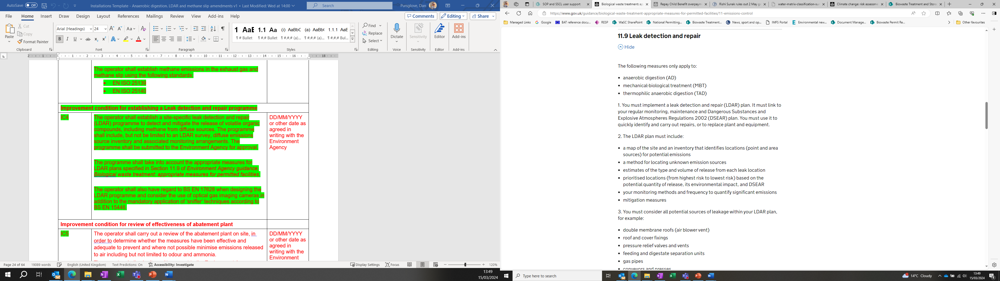 AutoSave Off
Installations Template - Anaerobic digestion. LDAR and methane slip amendments v1 • Last Modified: Wed at 14:00
Search
Pursglove, Dan
File Home Insert Draw Design Layout References Mailings Review View Add-ins Help
Comments Editing Share
Paste
Cut
Copy
Format Painter
Clipboard
Arial (Headings) 24
Font
Paragraph
1 AaE 1.1 Aa (i) AaBbC (a) AaBb( 1.1.1 AaE
¶ # Bullet ¶ #.# Bullet ¶ #.#.# (a)... ¶ #.#.# (a)... ¶ #.#.# Bul...
Styles
Find
Replace
Select
Editing
Dictate
Voice
Sensitivity
Sensitivity
Editor
Editor
Add-ins
Add-ins
The operator shall establish methane emissions in the exhaust gas and
methane slip using the following standards:
• EN ISO 25139
• EN ISO 25140
Improvement condition for establishing a Leak detection and repair programme
IC4
The operator shall establish a site-specific leak detection and repair
(LDAR) programme to detect and mitigate the release of volatile organic
compounds, including methane from diffuse sources. The programme
shall include, but not be limited to an LDAR survey, diffuse emissions
source inventory and associated monitoring arrangements. The
programme shall be submitted to the Environment Agency for approval.
The programme shall take into account the appropriate measures for
LDAR plans specified in Section 11.9 of Environment Agency guidance,
Biological waste treatment: appropriate measures for permitted facilities.
The operator shall also have regard to BS EN 17628 when designing the
LDAR programme and consider the use of optical gas imaging cameras in
addition to the mandatory application of 'sniffer' techniques according to
BS EN 15446.
DD/MM/YYYY
or other date as
agreed in
writing with the
Environment
Agency
Improvement condition for review of effectiveness of abatement plant
IC5
The operator shall carry out a review of the abatement plant on site, in
order to determine whether the measures have been effective and
adequate to prevent and where not possible minimise emissions released
to air including but not limited to odour and ammonia.
DD/MM/YYYY
or other date as
agreed in
writing with the
Environment
Page 24 of 64 19089 words English (United Kingdom) Text Predictions: On Accessibility: Investigate
Display Settings Focus 120%
13:49
15/03/2024
SOP and SSCL user support
Biological waste treatment: ap
Repay Child Benefit overpaym
Rishi Sunak rules out 2 May ge
water-matrix-classification-sum
Climate change: risk assessme
Biowaste Treatment and Stora
https://www.gov.uk/guidance/biological-waste-treatment-appropriate-measures-for-permitted-facilities/11-emissions-control
Managed Links Google BAT reference docu... RESP WaSC SharePoint National Permitting... Biowaste Treatment... News, sport and op... IMFS Portal Environmental new... Document Manage... Biowaste Permit Re... Other favourites
11.9 Leak detection and repair
Hide
The following measures only apply to:
• anaerobic digestion (AD)
• mechanical-biological treatment (MBT)
• thermophilic anaerobic digestion (TAD)
1. You must implement a leak detection and repair (LDAR) plan. It must link to
your regular monitoring, maintenance and Dangerous Substances and
Explosive Atmospheres Regulations 2002 (DSEAR) plan. You must use it to
quickly identify and carry out repairs, or to replace plant and equipment.
2. The LDAR plan must include:
• a map of the site and an inventory that identifies locations (point and area
sources) for potential emissions
• a method for locating unknown emission sources
• estimates of the type and volume of release from each leak location
• prioritised locations (from highest risk to lowest risk) based on the
potential quantity of release, its environmental impact, and DSEAR
• your monitoring methods and frequency to quantify significant emissions
• mitigation measures
3. You must consider all potential sources of leakage within your LDAR plan,
for example:
• double membrane roofs (air blower vent)
• roof and cover fixings
• pressure relief valves and vents
• feeding and digestate separation units
• gas pipes
• conveyors and presses
Type here to search
14°C Cloudy
13:49
15/03/2024